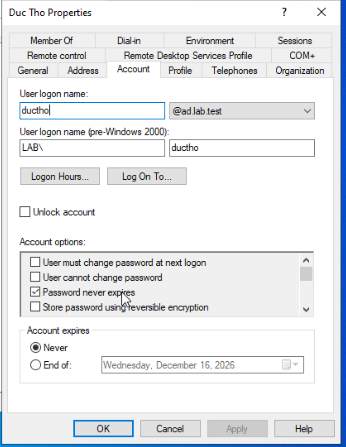 Duc Tho Properties
? ×
Member Of Dial-in Environment Sessions
Remote control Remote Desktop Services Profile COM+
General Address Account Profile Telephones Organization
User logon name:
ductho @ad.lab.test
User logon name (pre-Windows 2000):
LAB\ ductho
Logon Hours... Log On To...
Unlock account
Account options:
User must change password at next logon
User cannot change password
Password never expires
Store password using reversible encryption
Account expires
Never
End of: Wednesday, December 16, 2026
OK Cancel Apply Help